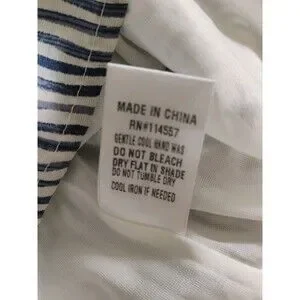 MADE IN CHINA
RN#114557
GENTLE COOL HAND WAS
DO NOT BLEACH
DRY FLAT IN SHADE
DO NOT TUMBLE DRY
COOL IRON IF NEEDED